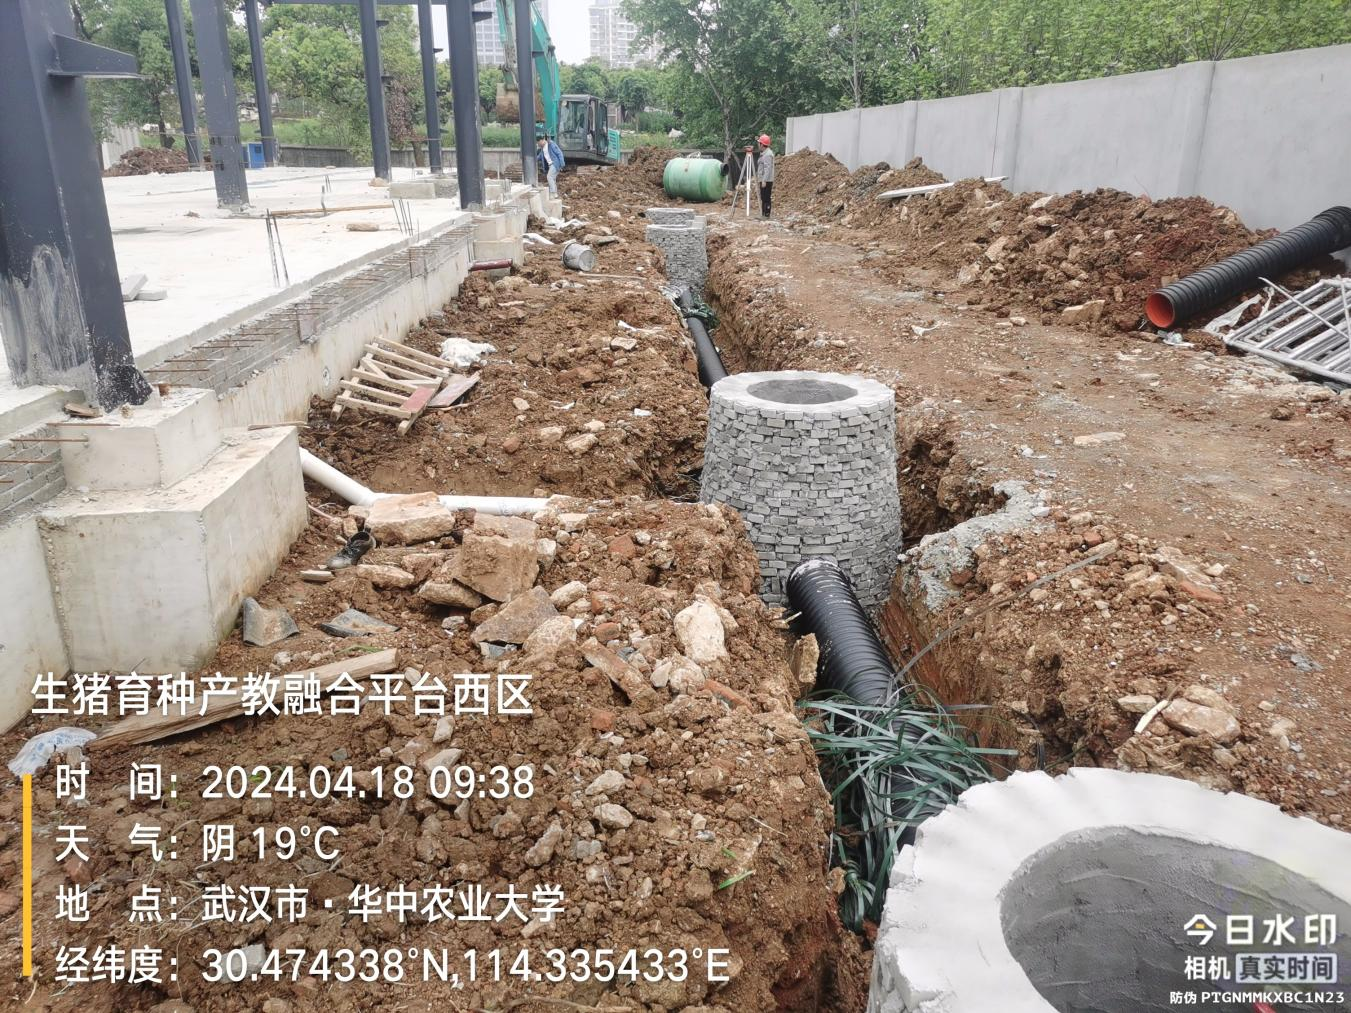 生猪育种产教融合平台西区
时 间：2024.04.18 09:38
天 气：阴 19°C
地 点：武汉市·华中农业大学
经纬度：30.474338°N,114.335433°E
今日水印
相机 真实时间
防伪 PTGNMMKXBC1N23